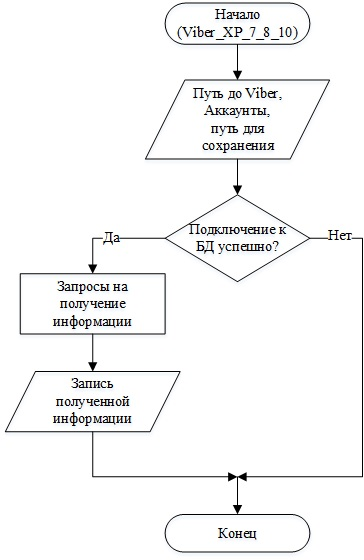 Начало
(Viber_XP_7_8_10)
Путь до Viber,
Аккаунты,
путь для
сохранения
Подключение к
БД успешно?
Да
Нет
Запросы на
получение
информации
Запись
полученной
информации
Конец